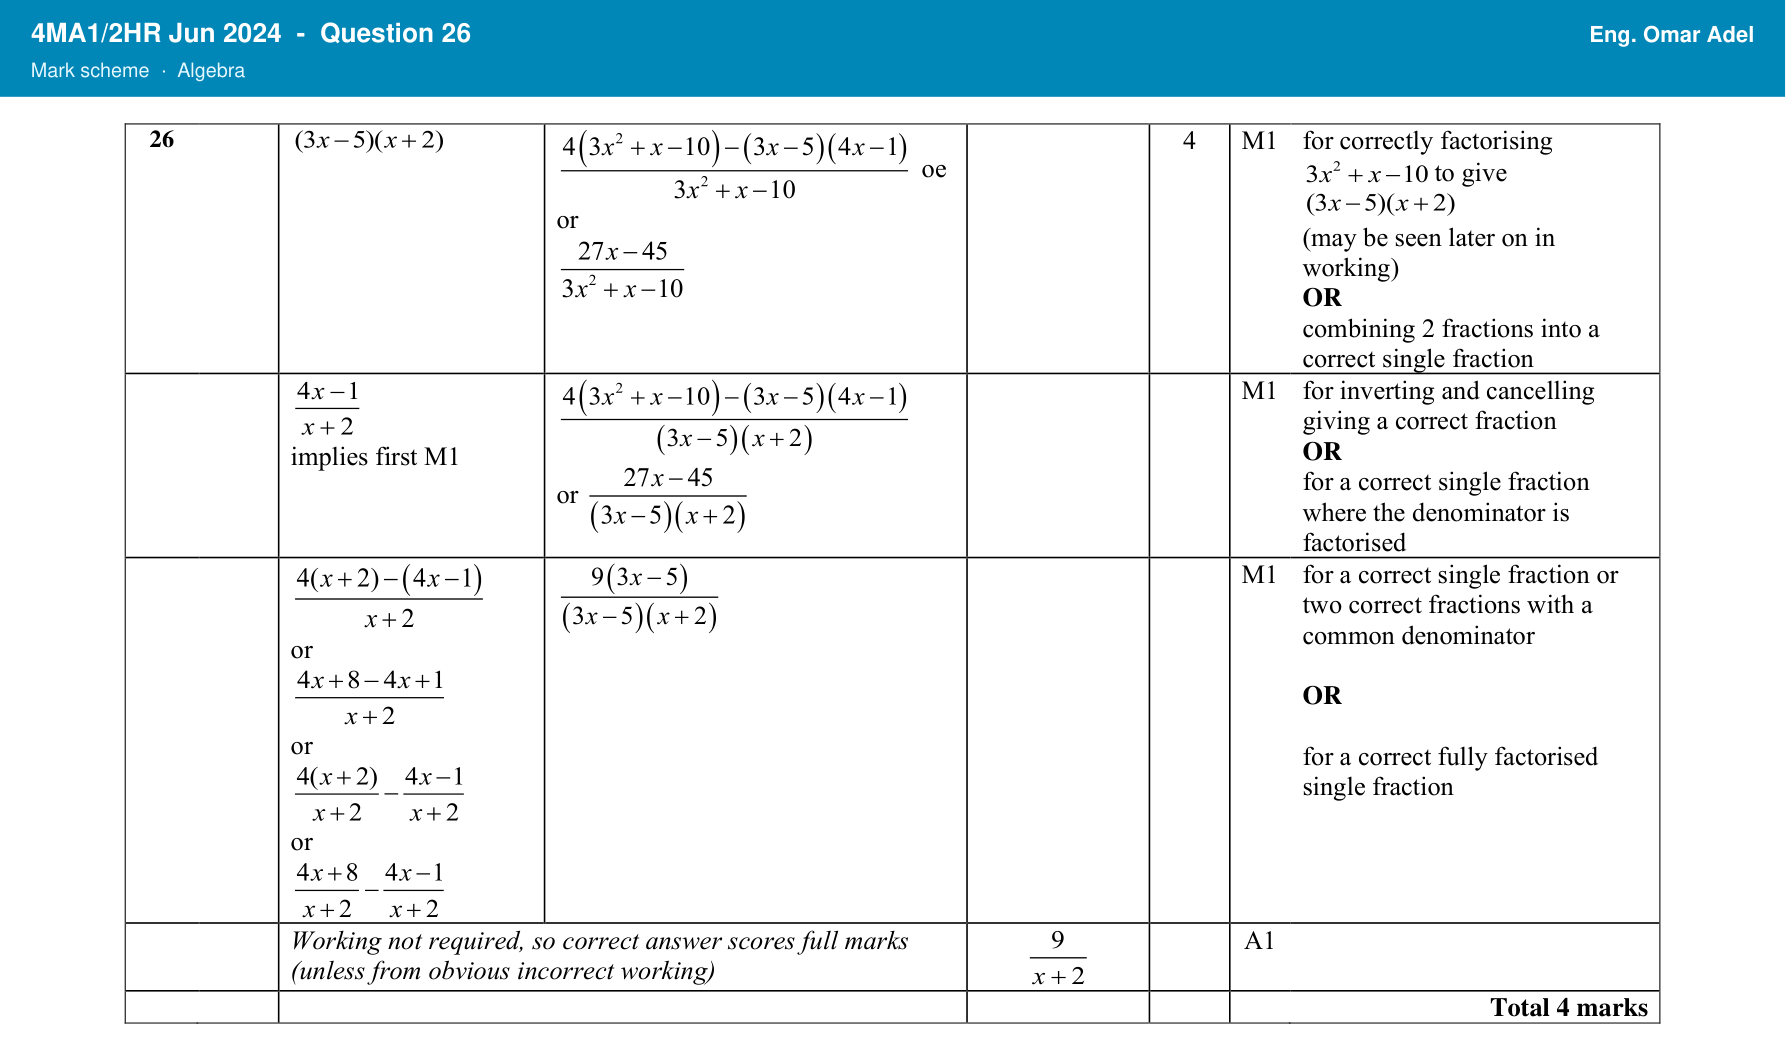 4MA1/2HR Jun 2024 - Question 26
Eng. Omar Adel
Mark scheme · Algebra
26
(3x − 5)(x + 2)
4(3x² + x − 10) − (3x − 5)(4x − 1)
3x² + x − 10
oe
or
27x − 45
3x² + x − 10
4
M1 for correctly factorising
3x² + x − 10 to give
(3x − 5)(x + 2)
(may be seen later on in
working)
OR
combining 2 fractions into a
correct single fraction
4x − 1
x + 2
implies first M1
4(3x² + x − 10) − (3x − 5)(4x − 1)
(3x − 5)(x + 2)
or
27x − 45
(3x − 5)(x + 2)
M1 for inverting and cancelling
giving a correct fraction
OR
for a correct single fraction
where the denominator is
factorised
4(x + 2) − (4x − 1)
x + 2
or
4x + 8 − 4x + 1
x + 2
or
4(x + 2) − 4x − 1
x + 2 x + 2
or
4x + 8 − 4x − 1
x + 2 x + 2
9(3x − 5)
(3x − 5)(x + 2)
M1 for a correct single fraction or
two correct fractions with a
common denominator
OR
for a correct fully factorised
single fraction
Working not required, so correct answer scores full marks
(unless from obvious incorrect working)
9
x + 2
A1
Total 4 marks